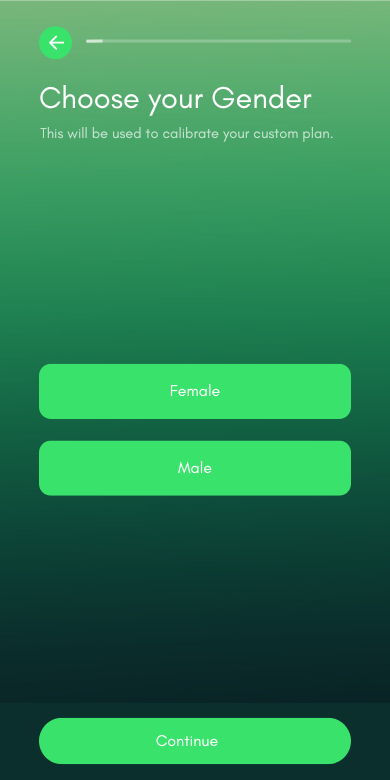 Choose your Gender
This will be used to calibrate your custom plan.
Female
Male
Continue